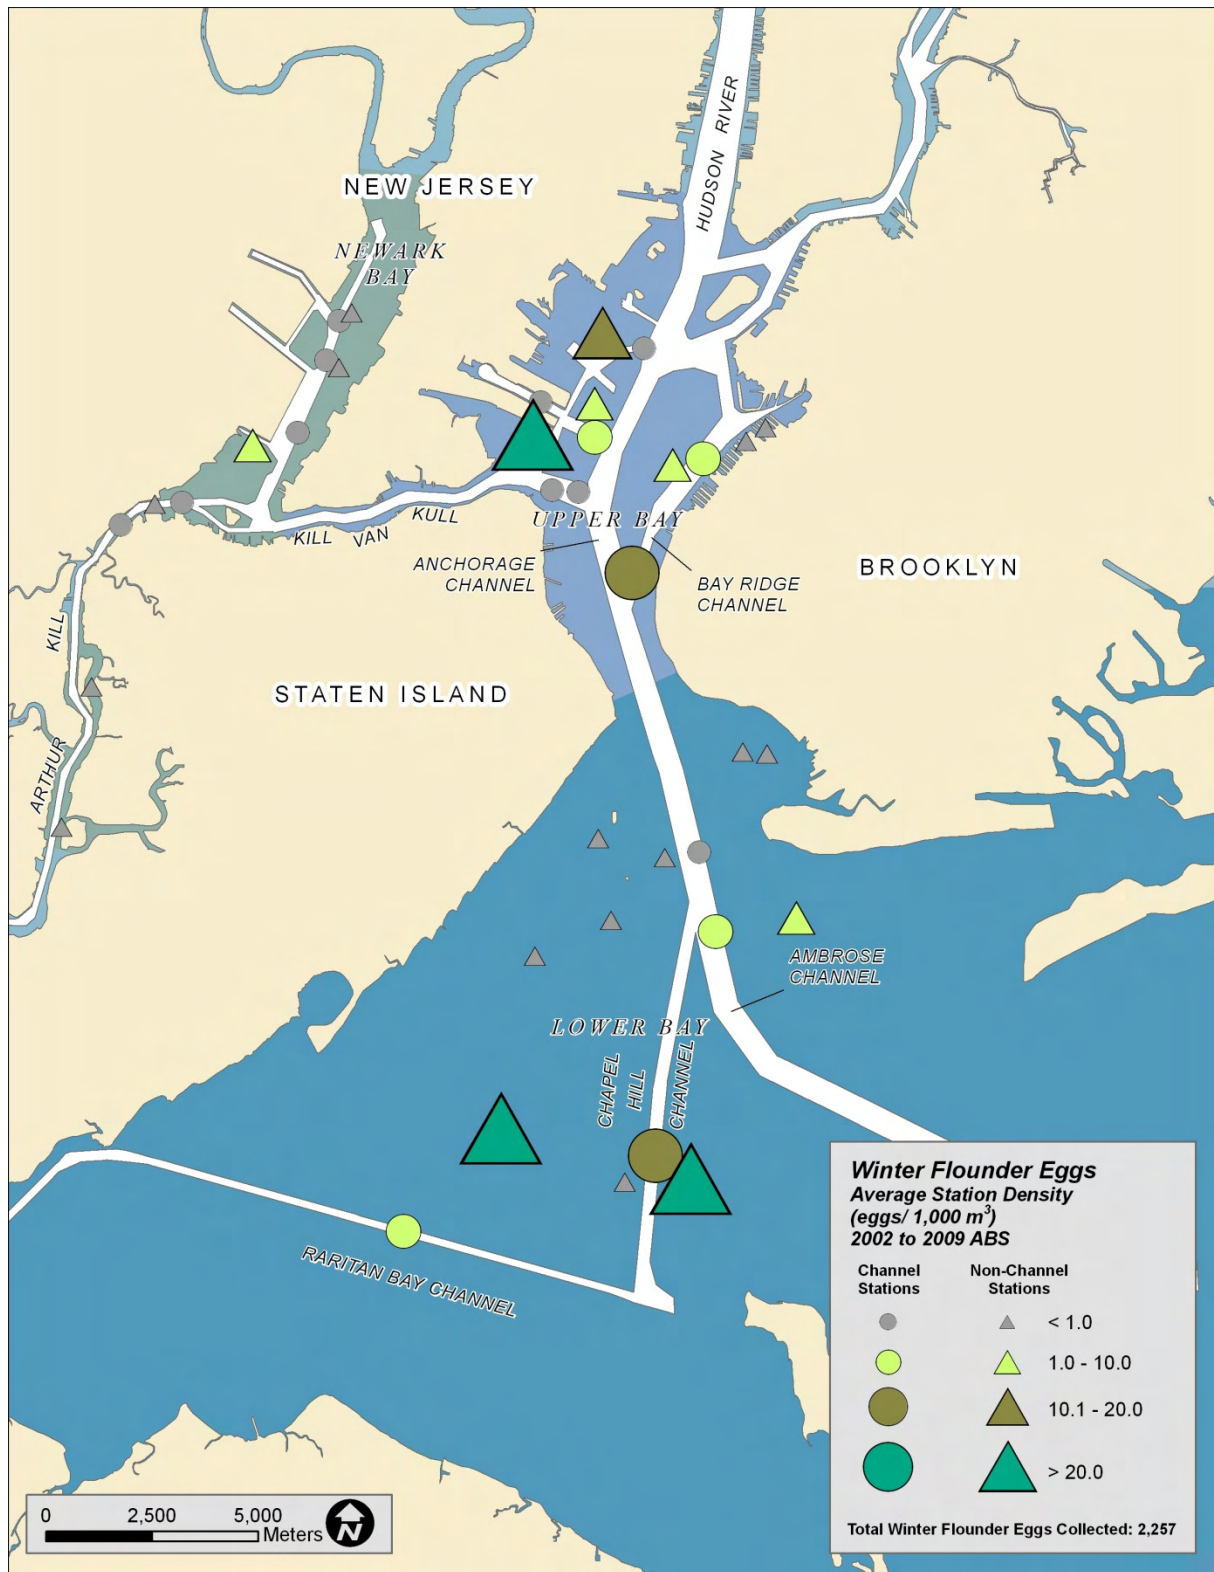 HUDSON RIVER
NEW JERSEY
NEWARK
BAY
KILL VAN KULL
UPPER BAY
ANCHORAGE
CHANNEL
BAY RIDGE
CHANNEL
BROOKLYN
STATEN ISLAND
ARTHUR KILL
AMBROSE
CHANNEL
LOWER BAY
CHAPEL
HILL
CHANNEL
RARITAN BAY CHANNEL
Winter Flounder Eggs
Average Station Density
(eggs/ 1,000 m³)
2002 to 2009 ABS
Channel Stations
Non-Channel Stations
< 1.0
1.0 - 10.0
10.1 - 20.0
> 20.0
Total Winter Flounder Eggs Collected: 2,257
0 2,500 5,000
Meters
N